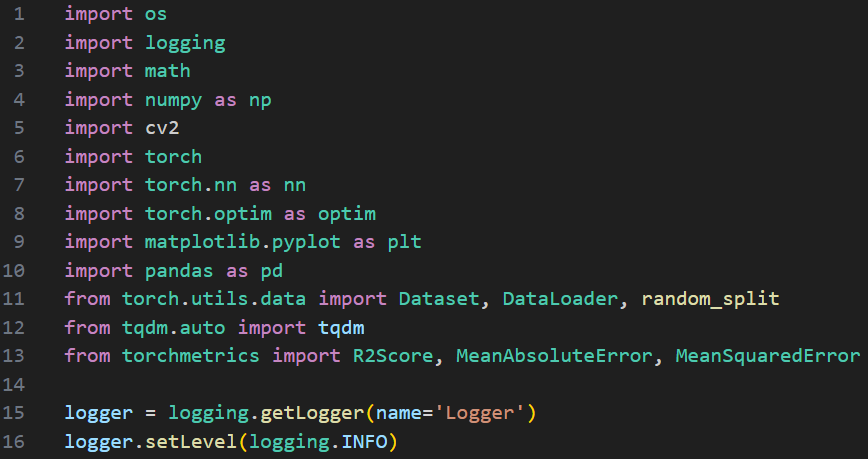 1 import os
2 import logging
3 import math
4 import numpy as np
5 import cv2
6 import torch
7 import torch.nn as nn
8 import torch.optim as optim
9 import matplotlib.pyplot as plt
10 import pandas as pd
11 from torch.utils.data import Dataset, DataLoader, random_split
12 from tqdm.auto import tqdm
13 from torchmetrics import R2Score, MeanAbsoluteError, MeanSquaredError
14
15 logger = logging.getLogger(name='Logger')
16 logger.setLevel(logging.INFO)